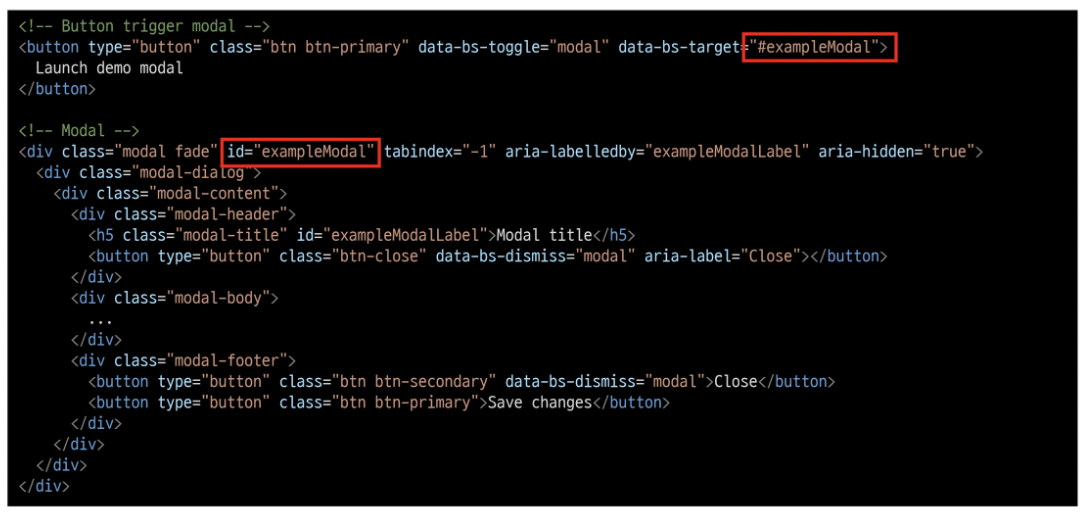 <!-- Button trigger modal -->
<button type="button" class="btn btn-primary" data-bs-toggle="modal" data-bs-target="#exampleModal">
  Launch demo modal
</button>

<!-- Modal -->
<div class="modal fade" id="exampleModal" tabindex="-1" aria-labelledby="exampleModalLabel" aria-hidden="true">
  <div class="modal-dialog">
    <div class="modal-content">
      <div class="modal-header">
        <h5 class="modal-title" id="exampleModalLabel">Modal title</h5>
        <button type="button" class="btn-close" data-bs-dismiss="modal" aria-label="Close"></button>
      </div>
      <div class="modal-body">
        ...
      </div>
      <div class="modal-footer">
        <button type="button" class="btn btn-secondary" data-bs-dismiss="modal">Close</button>
        <button type="button" class="btn btn-primary">Save changes</button>
      </div>
    </div>
  </div>
</div>